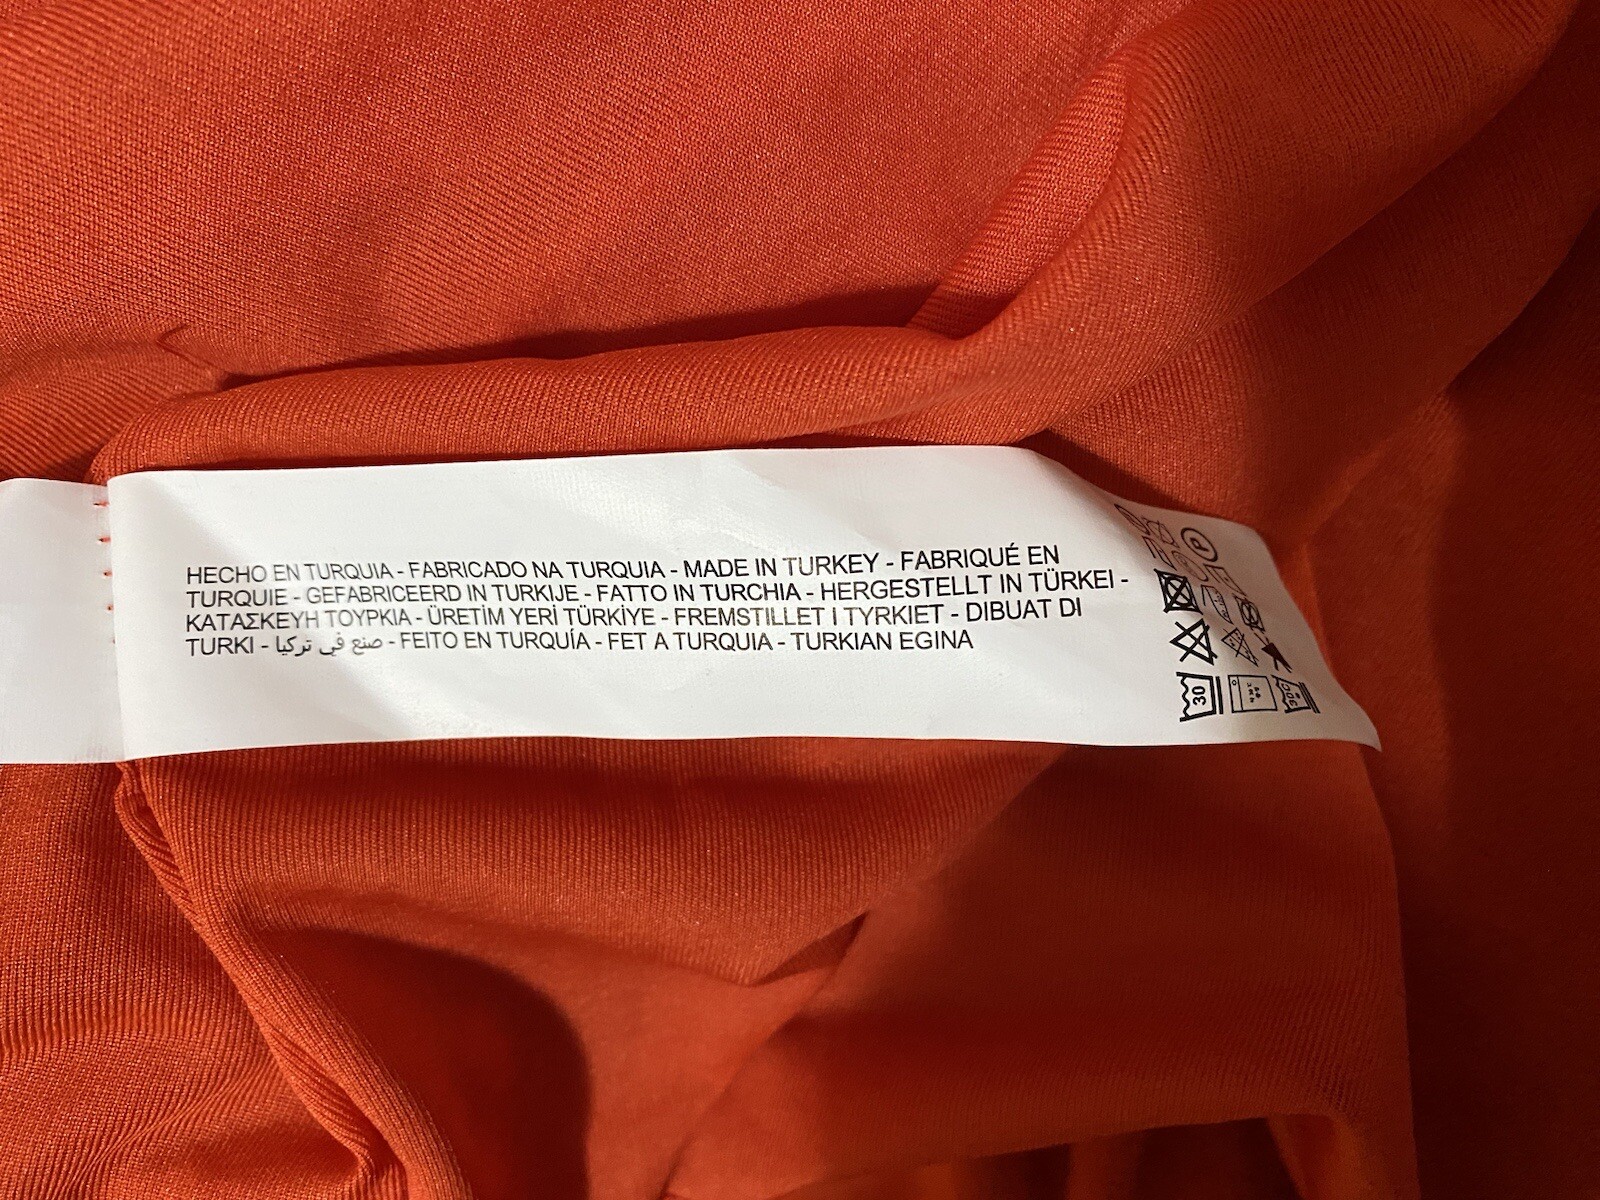 HECHO EN TURQUIA - FABRICADO NA TURQUIA - MADE IN TURKEY - FABRIQUÉ EN
TURQUIE - GEFABRICEERD IN TURKIJE - FATTO IN TURCHIA - HERGESTELLT IN TÜRKEI -
ΚΑΤΑΣΚΕΥΗ ΤΟΥΡΚΙΑ - ÜRETİM YERİ TÜRKİYE - FREMSTILLET I TYRKIET - DIBUAT DI
TURKI - صنع في تركيا - FEITO EN TURQUÍA - FET A TURQUIA - TURKIAN EGINA
P
30
30C